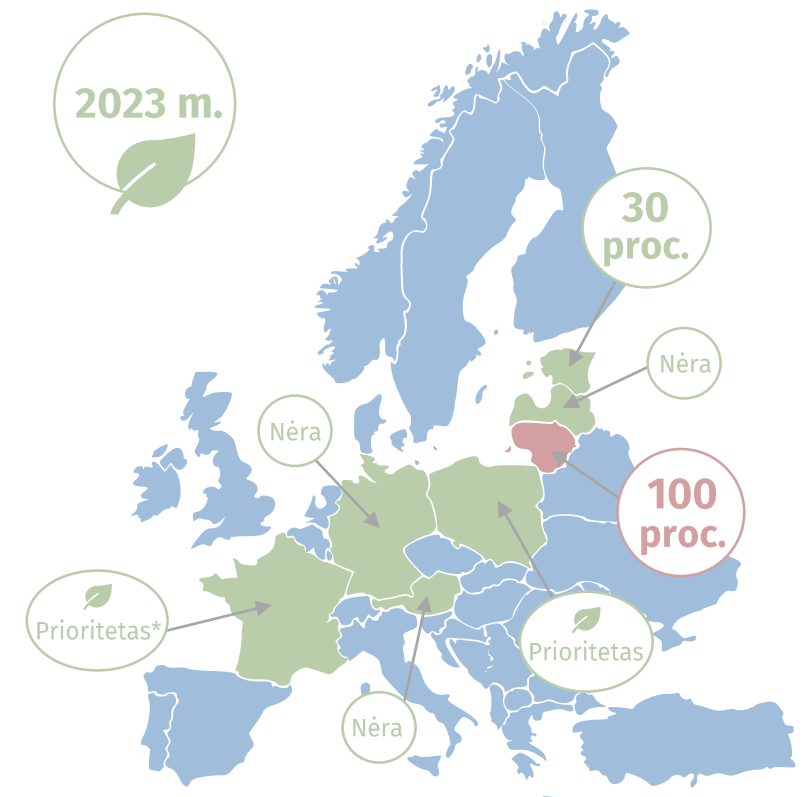 2023 m.
30
proc.
Nėra
Nėra
100
proc.
Prioritetas*
Prioritetas
Nėra